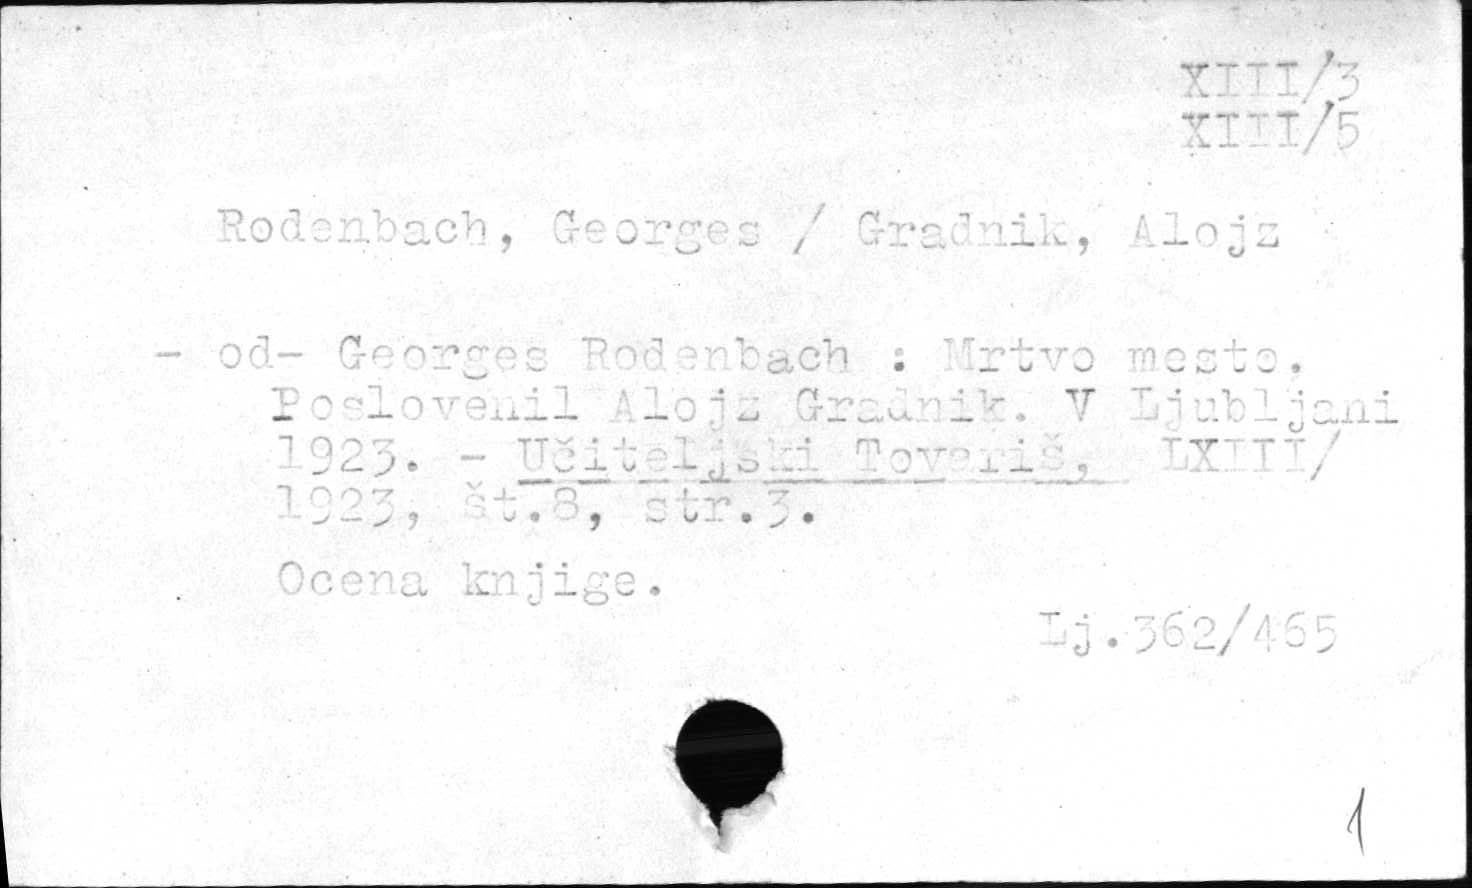 XIII/3
XIII/5
Rodenbach, Georges / Gradnik, Alojz
- od- Georges Rodenbach : Mrtvo mesto.
Poslovenil Alojz Gradnik. V Ljubljani
1923. - Učiteljski Tovariš, LXIII/
1923, št.8, str.3.
Ocena knjige.
Lj.362/465
1